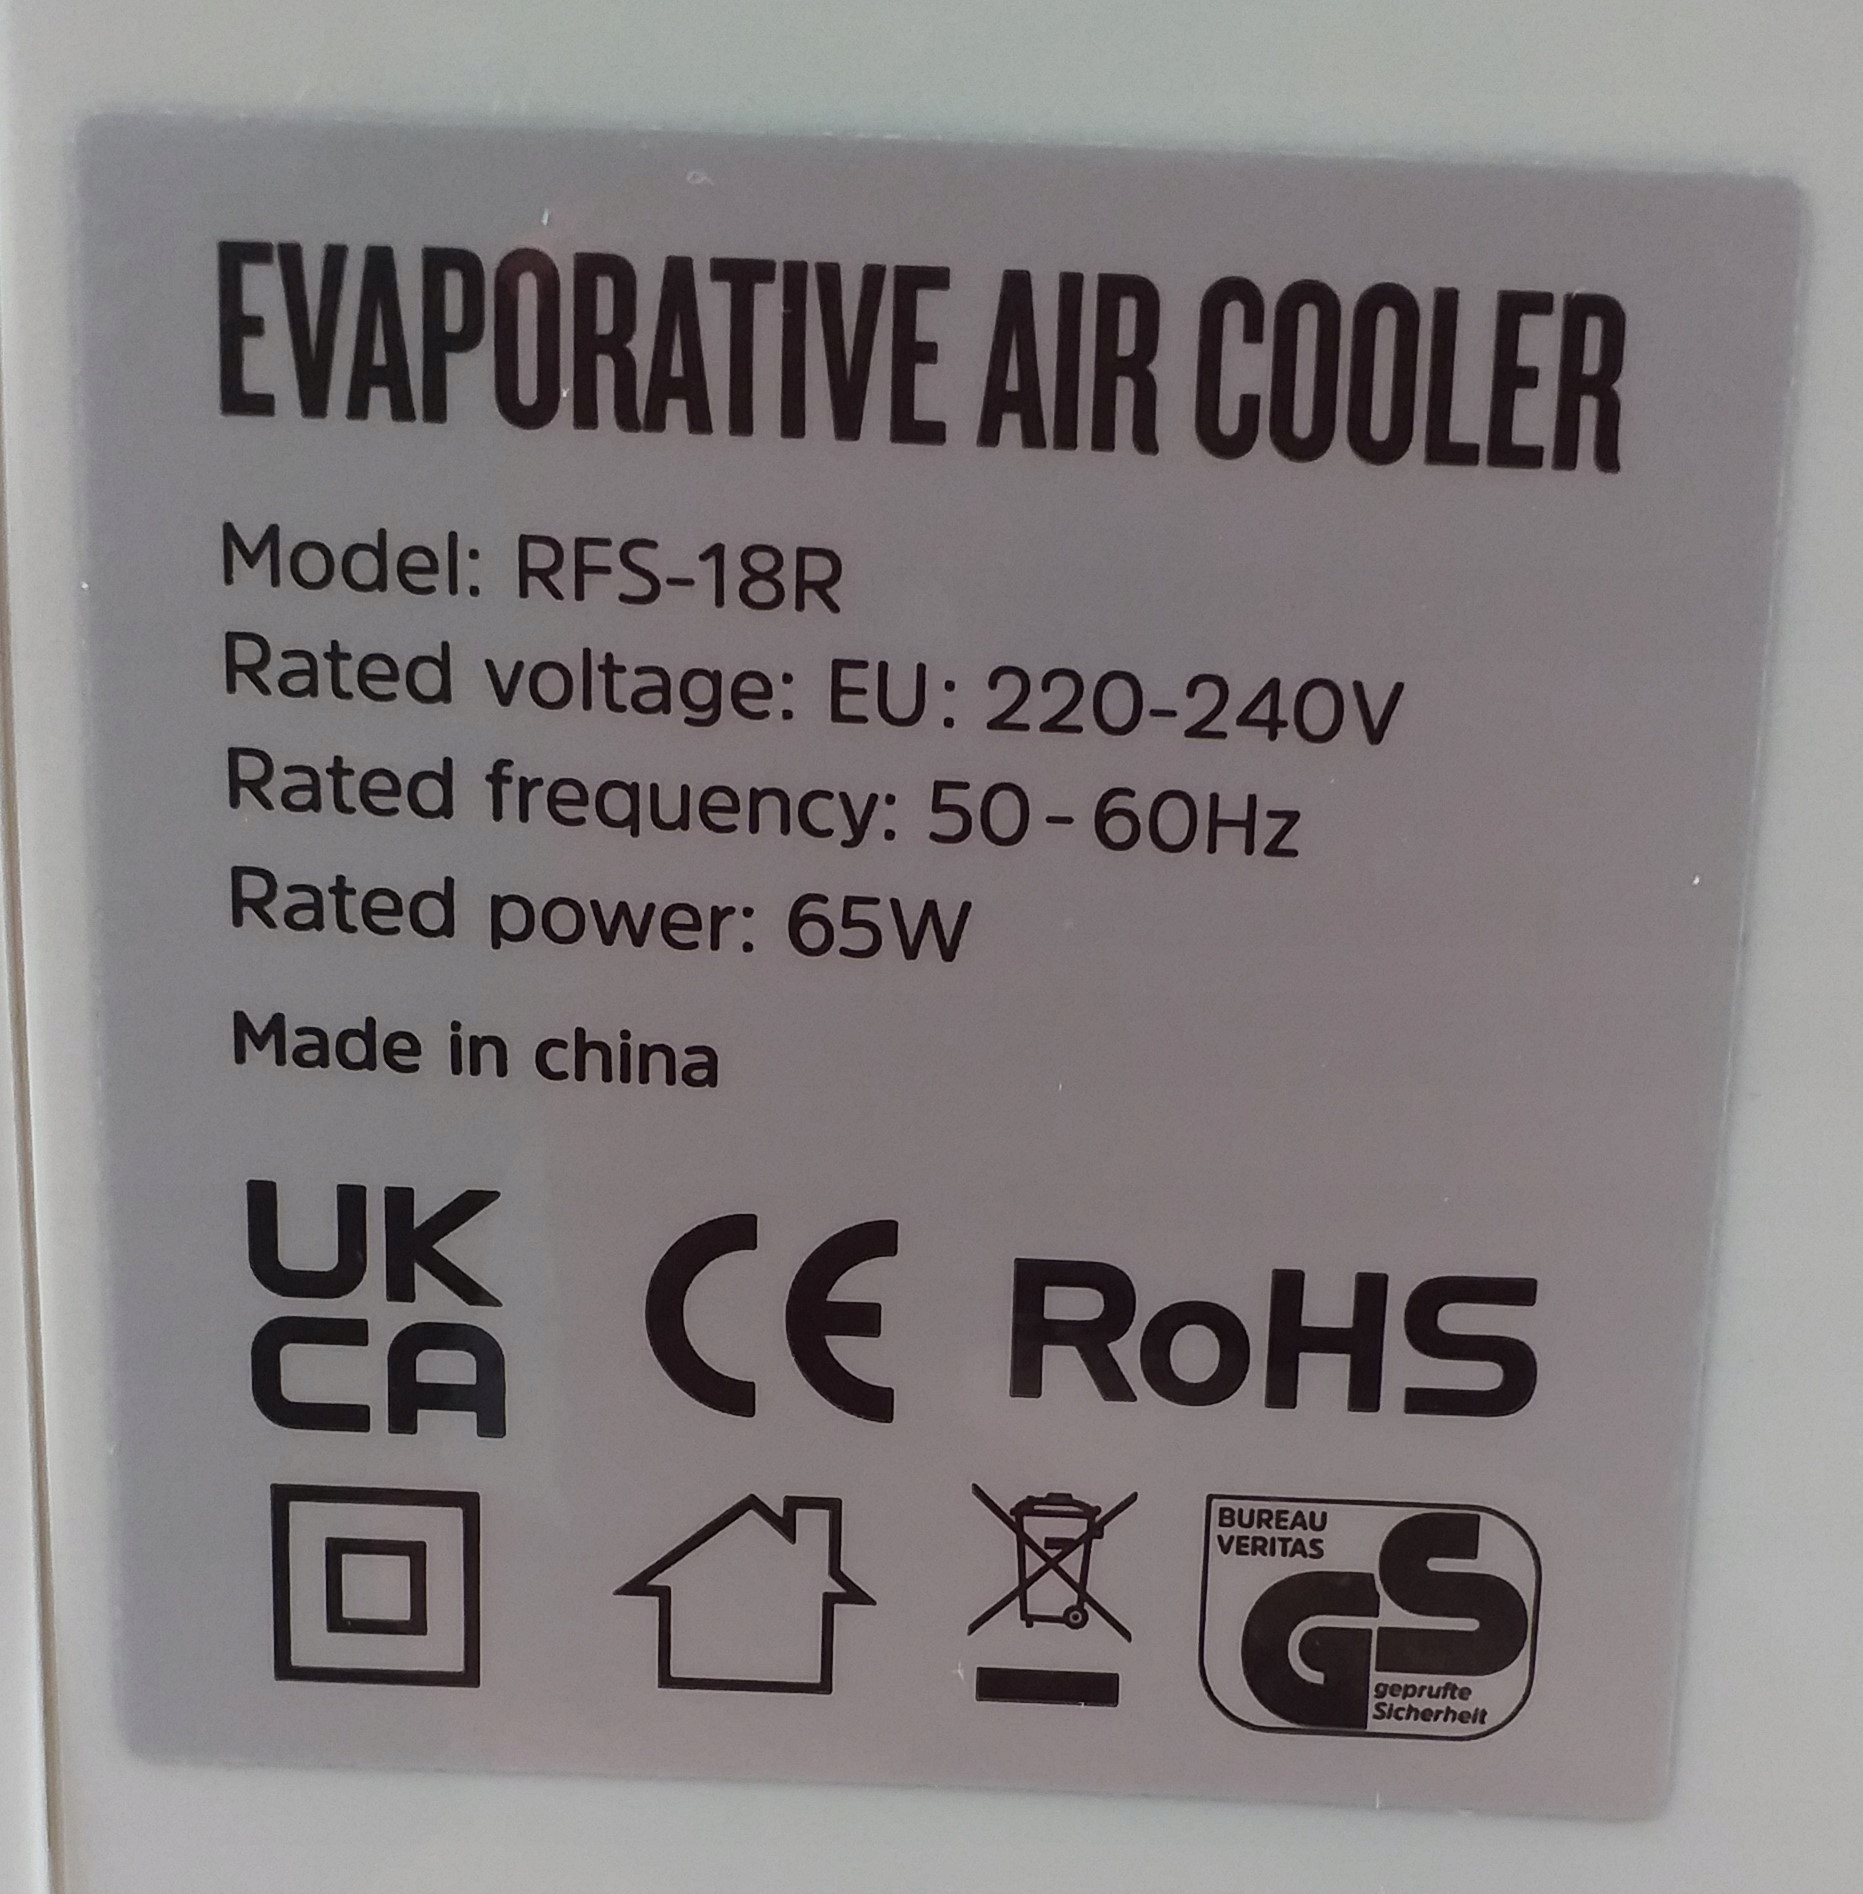 EVAPORATIVE AIR COOLER
Model: RFS-18R
Rated voltage: EU: 220-240V
Rated frequency: 50-60Hz
Rated power: 65W
Made in china
UK
CA
CE
RoHS
BUREAU
VERITAS
GS
geprufte
Sicherheit